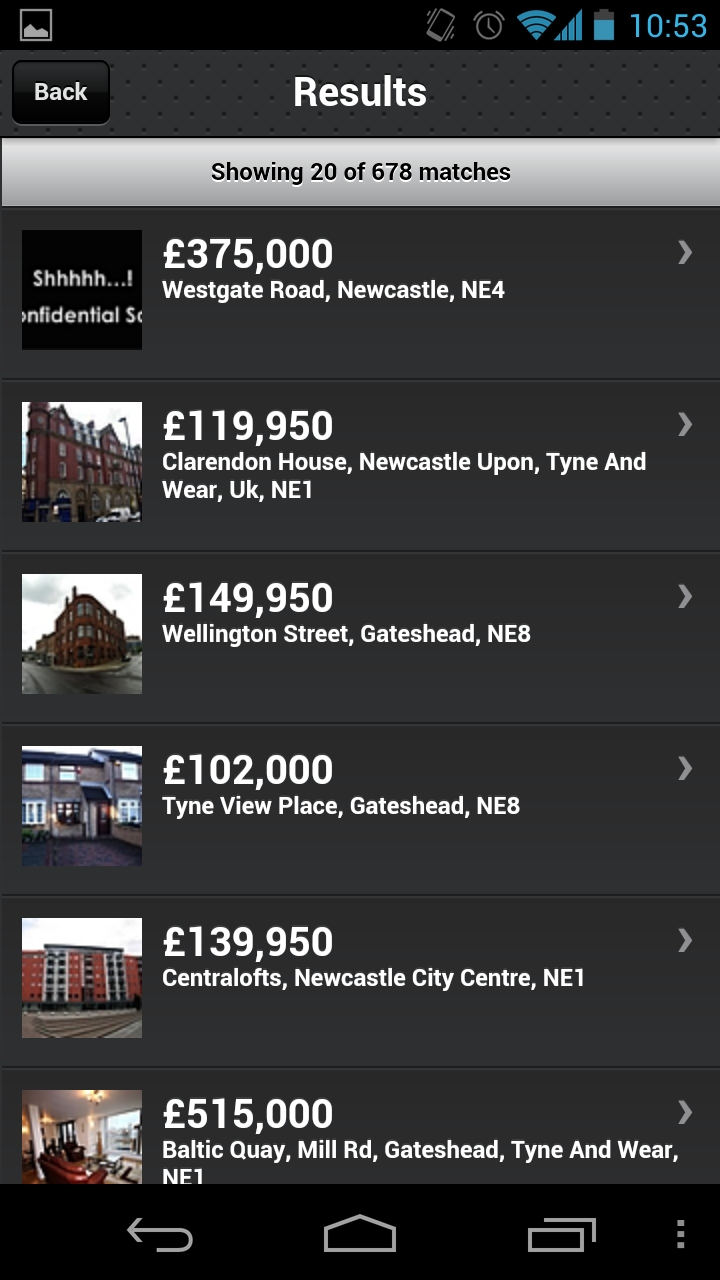 10:53
Back
Results
Showing 20 of 678 matches
Shhhhh...!
onfidential
£375,000
Westgate Road, Newcastle, NE4
£119,950
Clarendon House, Newcastle Upon, Tyne And
Wear, Uk, NE1
£149,950
Wellington Street, Gateshead, NE8
£102,000
Tyne View Place, Gateshead, NE8
£139,950
Centralofts, Newcastle City Centre, NE1
£515,000
Baltic Quay, Mill Rd, Gateshead, Tyne And Wear,
NE1